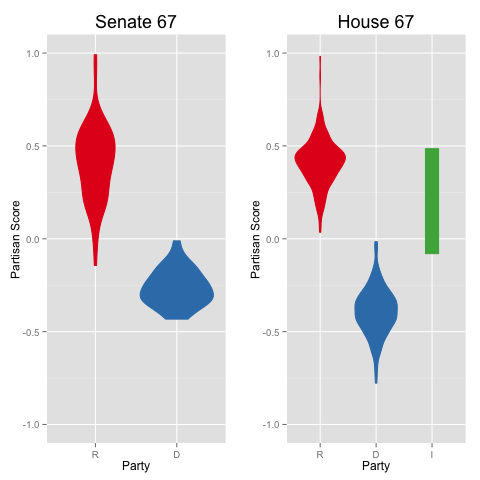 Senate 67
1.0
0.5
0.0
-0.5
-1.0
Partisan Score
R D
Party
House 67
1.0
0.5
0.0
-0.5
-1.0
Partisan Score
R D I
Party